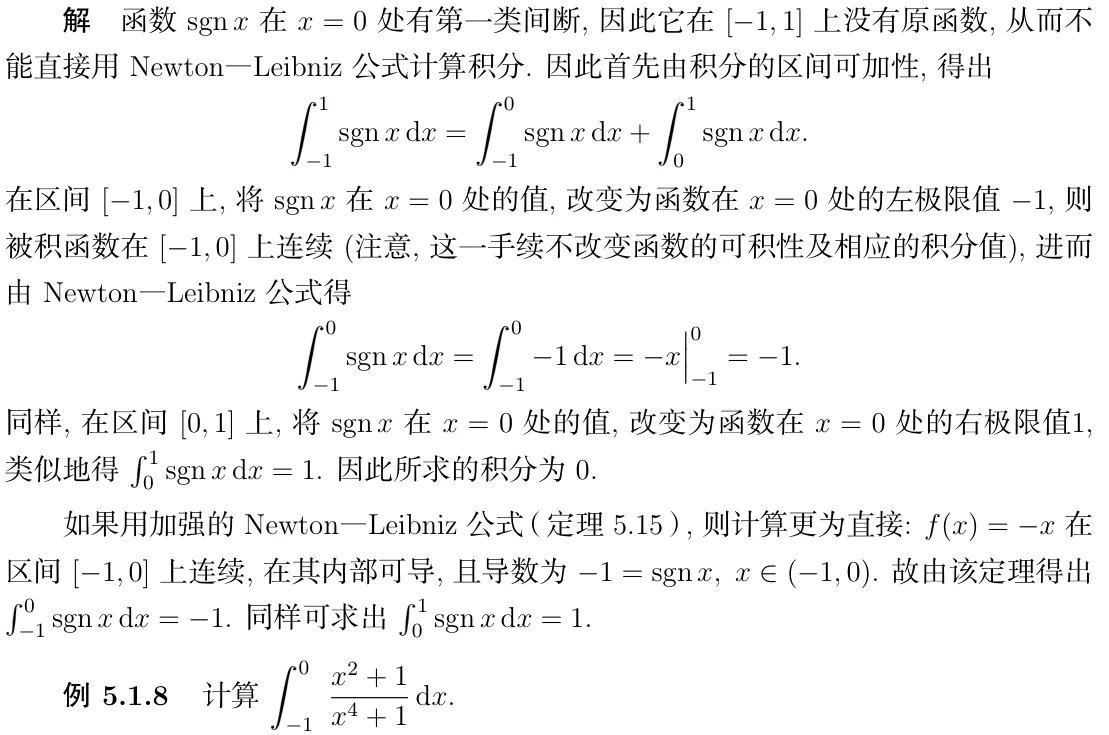 解 函数 sgn x 在 x = 0 处有第一类间断, 因此它在 [−1, 1] 上没有原函数, 从而不
能直接用 Newton—Leibniz 公式计算积分. 因此首先由积分的区间可加性, 得出
∫_{−1}^{1} sgn x dx = ∫_{−1}^{0} sgn x dx + ∫_{0}^{1} sgn x dx.
在区间 [−1, 0] 上, 将 sgn x 在 x = 0 处的值, 改变为函数在 x = 0 处的左极限值 −1, 则
被积函数在 [−1, 0] 上连续 (注意, 这一手续不改变函数的可积性及相应的积分值), 进而
由 Newton—Leibniz 公式得
∫_{−1}^{0} sgn x dx = ∫_{−1}^{0} −1 dx = −x|_{−1}^{0} = −1.
同样, 在区间 [0, 1] 上, 将 sgn x 在 x = 0 处的值, 改变为函数在 x = 0 处的右极限值1,
类似地得 ∫_{0}^{1} sgn x dx = 1. 因此所求的积分为 0.
如果用加强的 Newton—Leibniz 公式 ( 定理 5.15 ) , 则计算更为直接: f(x) = −x 在
区间 [−1, 0] 上连续, 在其内部可导, 且导数为 −1 = sgn x, x ∈ (−1, 0). 故由该定理得出
∫_{−1}^{0} sgn x dx = −1. 同样可求出 ∫_{0}^{1} sgn x dx = 1.
例 5.1.8 计算 ∫_{−1}^{0} \frac{x^2 + 1}{x^4 + 1} dx.